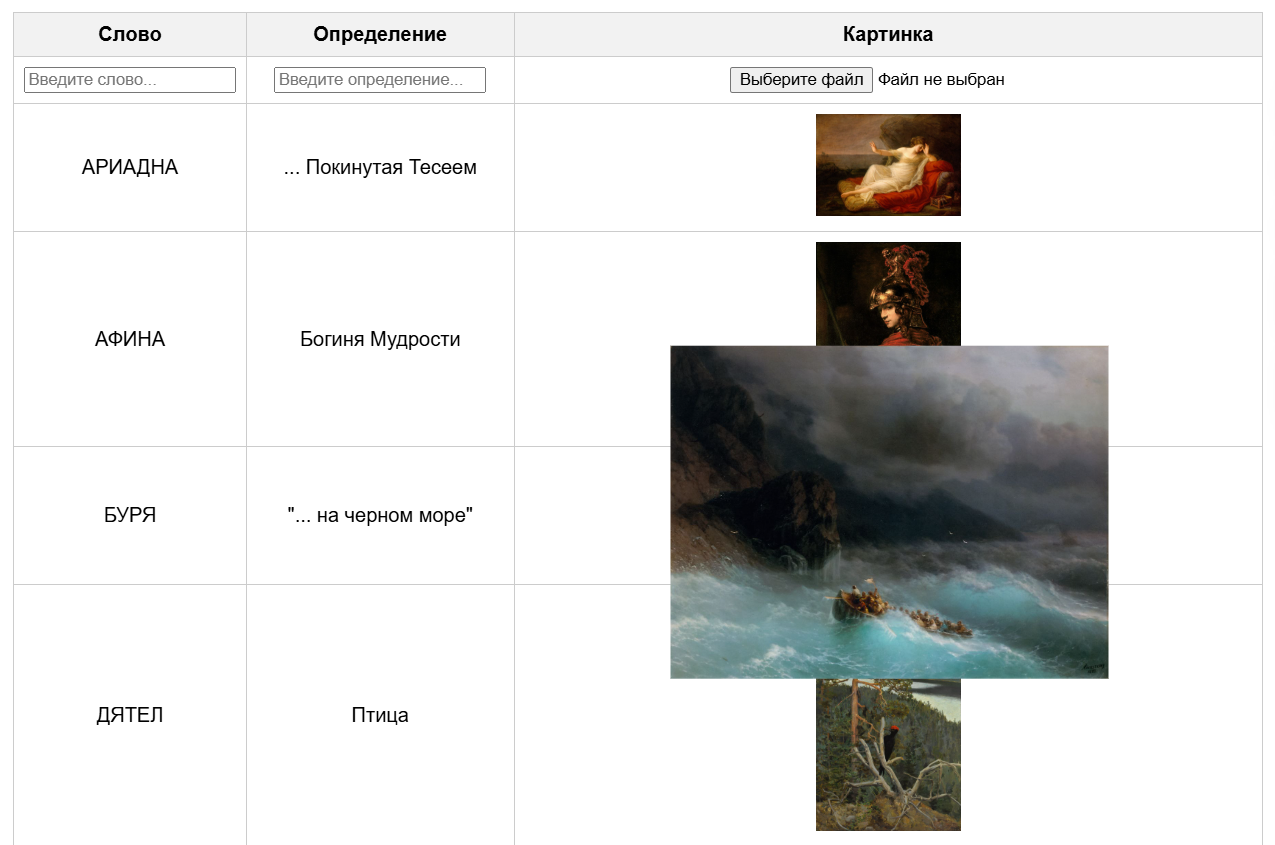 Слово Определение Картинка
Введите слово... Введите определение... Выберите файл Файл не выбран
АРИАДНА ... Покинутая Тесеем
АФИНА Богиня Мудрости
БУРЯ "... на черном море"
ДЯТЕЛ Птица